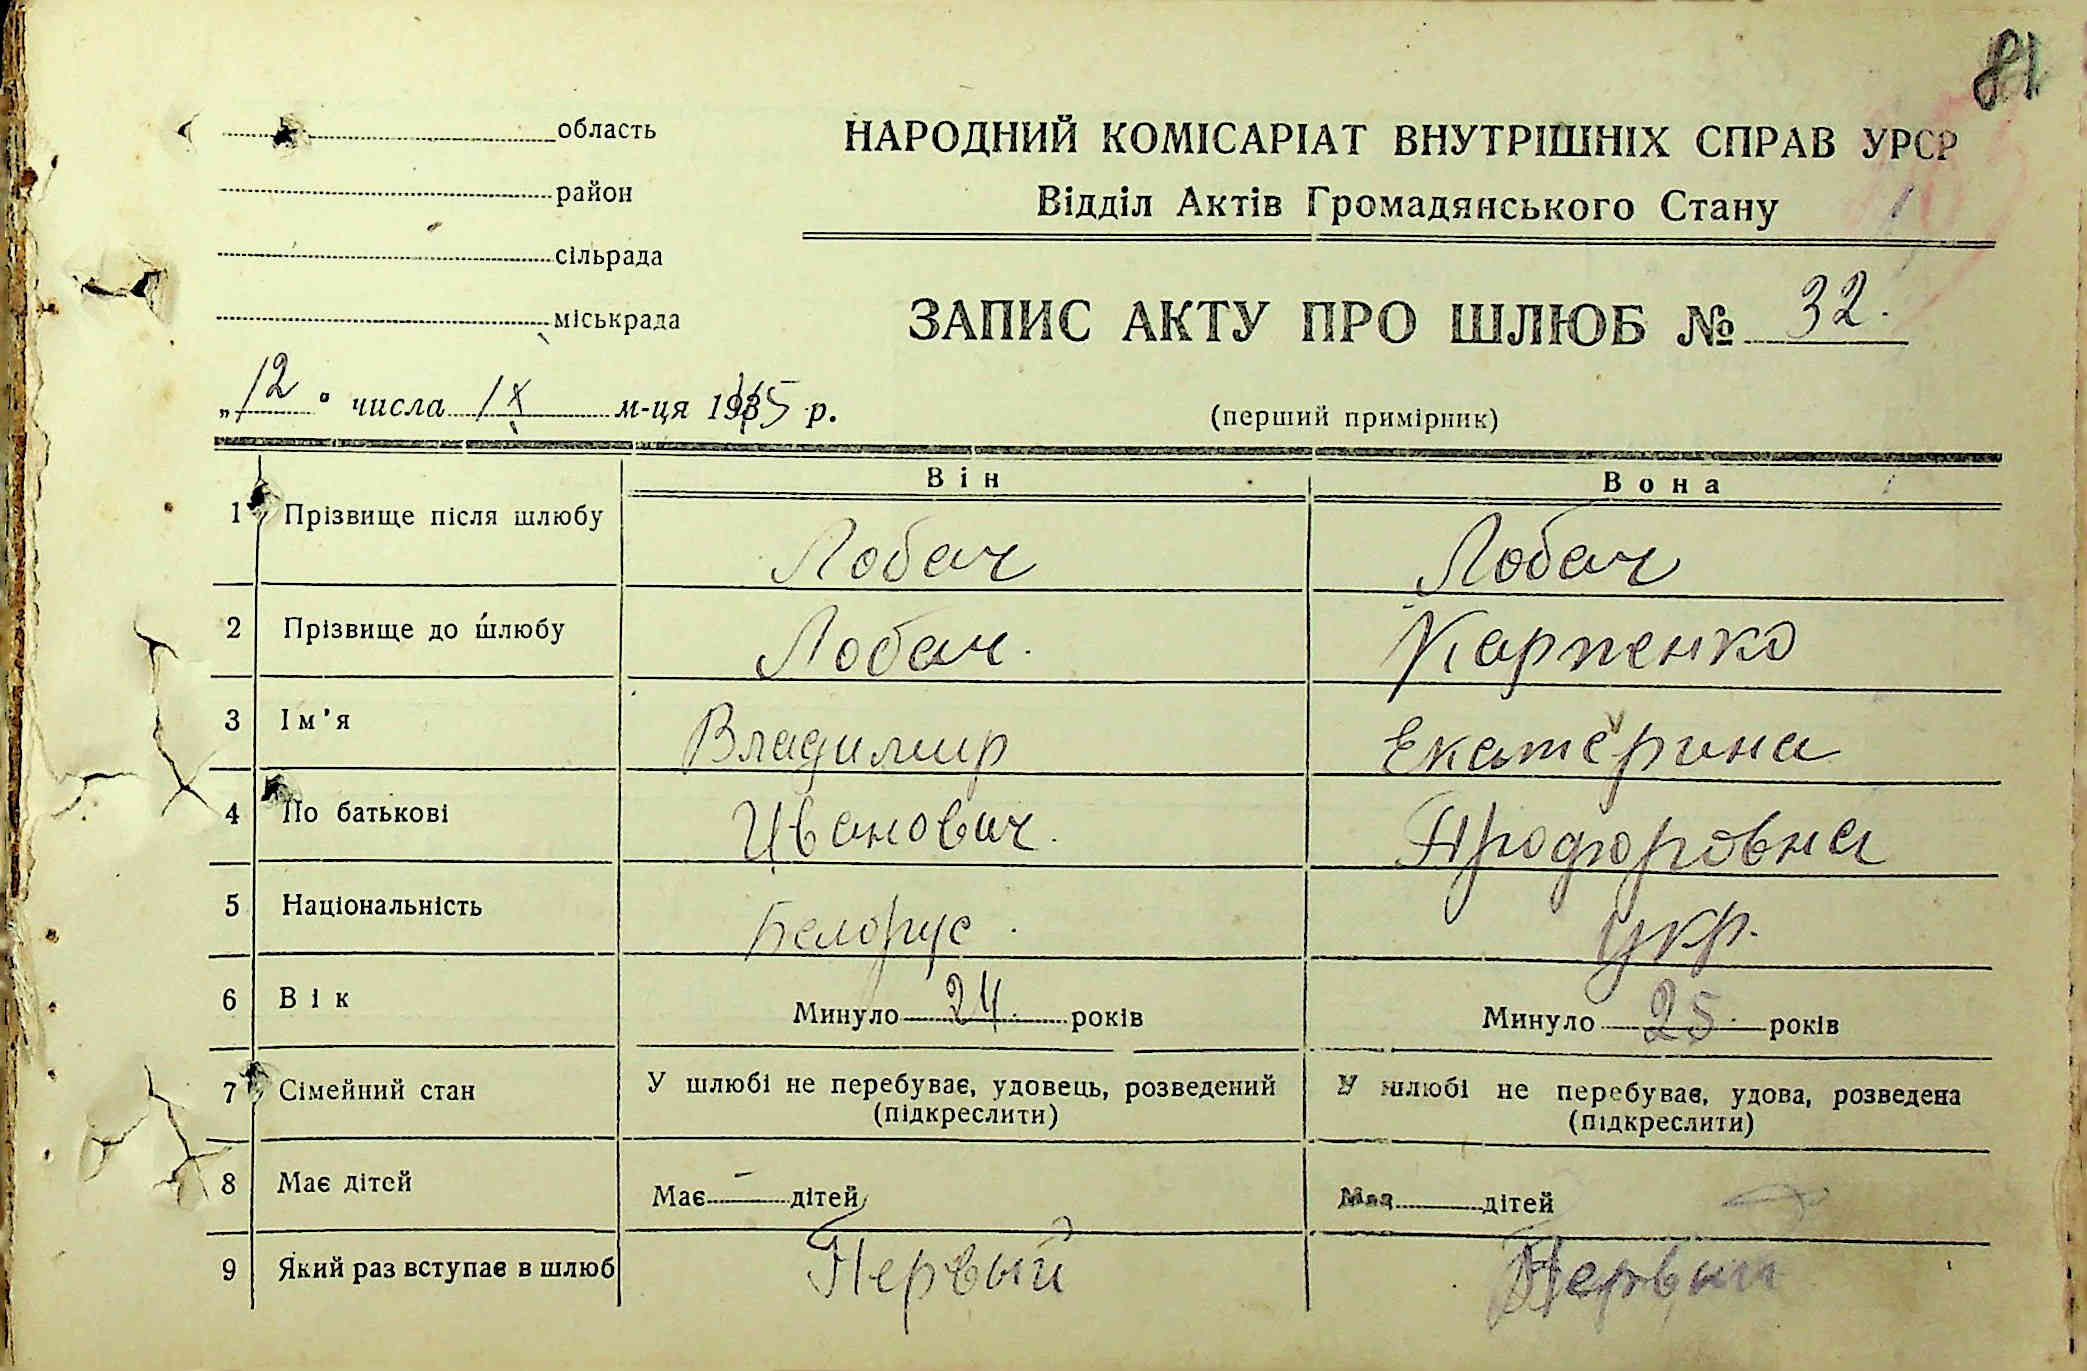 81
область
район
сільрада
міськрада
НАРОДНИЙ КОМІСАРІАТ ВНУТРІШНІХ СПРАВ УРСР
Відділ Актів Громадянського Стану
ЗАПИС АКТУ ПРО ШЛЮБ № 32.
„12" числа IX м-ця 1945 р.
(перший примірник)
Він Вона
1 Прізвище після шлюбу Лобач Лобач
2 Прізвище до шлюбу Лобач. Карпенко
3 Ім'я Владимир Екатерина
4 По батькові Иванович. Профоровна
5 Національність Белорус. укр.
6 Вік Минуло 24 років Минуло 25 років
7 Сімейний стан У шлюбі не перебуває, удовець, розведений (підкреслити) У шлюбі не перебуває, удова, розведена (підкреслити)
8 Має дітей Має — дітей Має дітей
9 Який раз вступає в шлюб Первый Первый